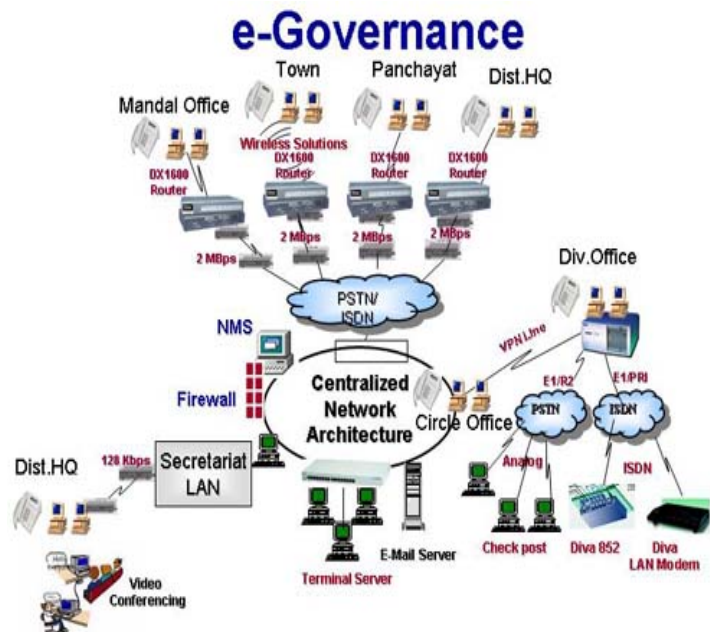 e-Governance
Town
Panchayat
Dist.HQ
Mandal Office
Wireless Solutions
DX1600
Router
DX1600
Router
DX1600
Router
DX1600
Router
2 MBps
2 MBps
2 MBps
2 MBps
PSTN/
ISDN
Div.Office
NMS
VPN Line
Firewall
Centralized
Network
Architecture
Circle Office
E1/R2
E1/PRI
PSTN
ISDN
Dist.HQ
128 Kbps
Secretariat
LAN
Analog
ISDN
E-Mail Server
Check post
Diva 852
Diva
LAN Modem
Terminal Server
Video
Conferencing